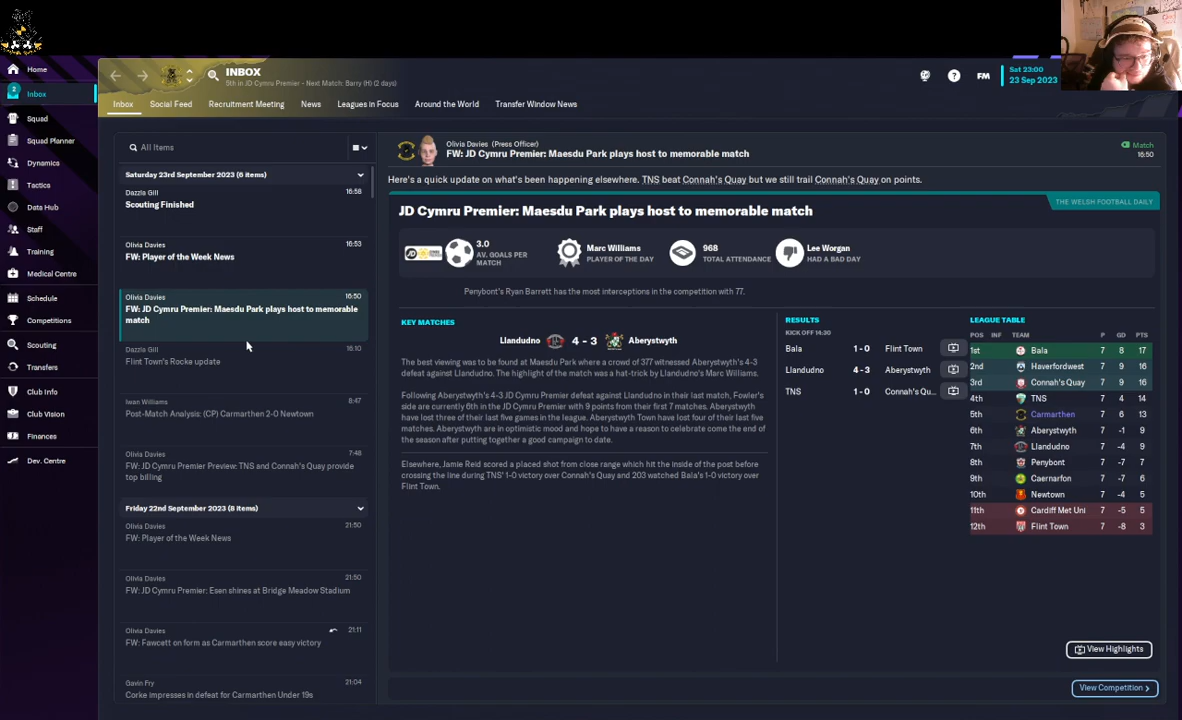 Home
INBOX
5th in JD Cymru Premier - Next Match: Barry (H) (2 days)
FM
Sat 23:00
23 Sep 2023
2
Inbox
Squad
Squad Planner
Dynamics
Tactics
Data Hub
Staff
Training
Medical Centre
Schedule
Competitions
Scouting
Transfers
Club Info
Club Vision
Finances
Dev. Centre
Inbox
Social Feed
Recruitment Meeting
News
Leagues in Focus
Around the World
Transfer Window News
All Items
Saturday 23rd September 2023 (6 items)
Dazzla Gill
16:58
Scouting Finished
Olivia Davies
16:53
FW: Player of the Week News
Olivia Davies
16:50
FW: JD Cymru Premier: Maesdu Park plays host to memorable
match
Dazzla Gill
16:10
Flint Town's Rocke update
Iwan Williams
8:47
Post-Match Analysis: (CP) Carmarthen 2-0 Newtown
Olivia Davies
7:48
FW: JD Cymru Premier Preview: TNS and Connah's Quay provide
top billing
Friday 22nd September 2023 (8 items)
Olivia Davies
21:50
FW: Player of the Week News
Olivia Davies
21:50
FW: JD Cymru Premier: Esen shines at Bridge Meadow Stadium
Olivia Davies
21:11
FW: Fawcett on form as Carmarthen score easy victory
Gavin Fry
21:04
Corke impresses in defeat for Carmarthen Under 19s
Olivia Davies (Press Officer)
FW: JD Cymru Premier: Maesdu Park plays host to memorable match
Match
16:50
Here's a quick update on what's been happening elsewhere. TNS beat Connah's Quay but we still trail Connah's Quay on points.
THE WELSH FOOTBALL DAILY
JD Cymru Premier: Maesdu Park plays host to memorable match
3.0
AV. GOALS PER
MATCH
Marc Williams
PLAYER OF THE DAY
968
TOTAL ATTENDANCE
Lee Worgan
HAD A BAD DAY
Penybont's Ryan Barrett has the most interceptions in the competition with 77.
KEY MATCHES
Llandudno 4 - 3 Aberystwyth
The best viewing was to be found at Maesdu Park where a crowd of 377 witnessed Aberystwyth's 4-3
defeat against Llandudno. The highlight of the match was a hat-trick by Llandudno's Marc Williams.
Following Aberystwyth's 4-3 JD Cymru Premier defeat against Llandudno in their last match, Fowler's
side are currently 6th in the JD Cymru Premier with 9 points from their first 7 matches. Aberystwyth
have lost three of their last five games in the league. Aberystwyth Town have lost four of their last five
matches. Aberystwyth are in optimistic mood and hope to have a reason to celebrate come the end of
the season after putting together a good campaign to date.
Elsewhere, Jamie Reid scored a placed shot from close range which hit the inside of the post before
crossing the line during TNS' 1-0 victory over Connah's Quay and 203 watched Bala's 1-0 victory over
Flint Town.
RESULTS
KICK OFF 14:30
Bala 1-0 Flint Town
Llandudno 4-3 Aberystwyth
TNS 1-0 Connah's Qu...
LEAGUE TABLE
POS INF TEAM P GD PTS
1st Bala 7 8 17
2nd Haverfordwest 7 9 16
3rd Connah's Quay 7 9 16
4th TNS 7 4 14
5th Carmarthen 7 6 13
6th Aberystwyth 7 -1 9
7th Llandudno 7 -4 9
8th Penybont 7 -7 7
9th Caernarfon 7 -7 6
10th Newtown 7 -4 5
11th Cardiff Met Uni 7 -5 5
12th Flint Town 7 -8 3
View Highlights
View Competition >